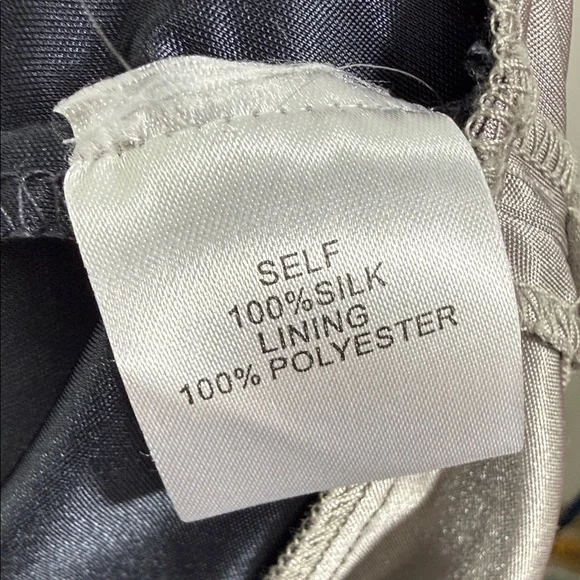 SELF
100%SILK
LINING
100% POLYESTER